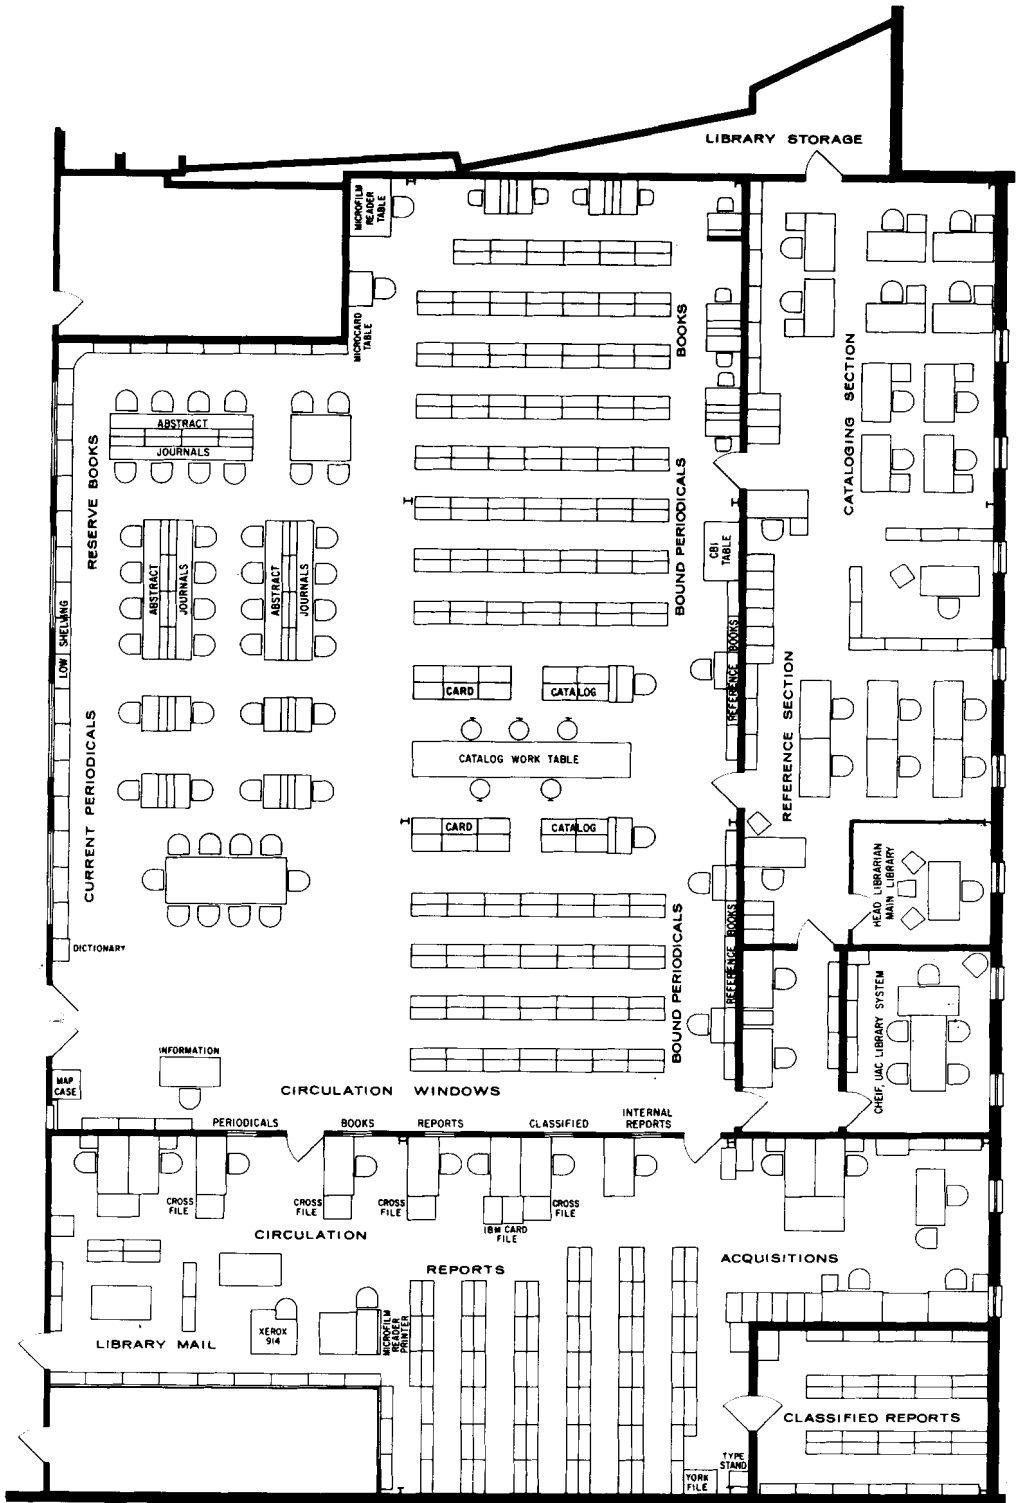 LIBRARY STORAGE
MICROFILM
READER
TABLE
MICROCARD
TABLE
BOOKS
CATALOGING SECTION
RESERVE BOOKS
ABSTRACT
JOURNALS
BOUND PERIODICALS
CBI
TABLE
ABSTRACT
JOURNALS
ABSTRACT
JOURNALS
LOW SHELVING
REFERENCE BOOKS
CARD
CATALOG
REFERENCE SECTION
CURRENT PERIODICALS
CATALOG WORK TABLE
CARD
CATALOG
HEAD LIBRARIAN
MAIN LIBRARY
DICTIONARY
BOUND PERIODICALS
REFERENCE BOOKS
CHEIF, UAC LIBRARY SYSTEM
INFORMATION
MAP
CASE
CIRCULATION WINDOWS
PERIODICALS
BOOKS
REPORTS
CLASSIFIED
INTERNAL
REPORTS
CROSS
FILE
CROSS
FILE
CROSS
FILE
IBM CARD
FILE
CROSS
FILE
CIRCULATION
REPORTS
ACQUISITIONS
LIBRARY MAIL
XEROX
914
MICROFILM
READER
PRINTER
CLASSIFIED REPORTS
TYPE
STAND
YORK
FILE